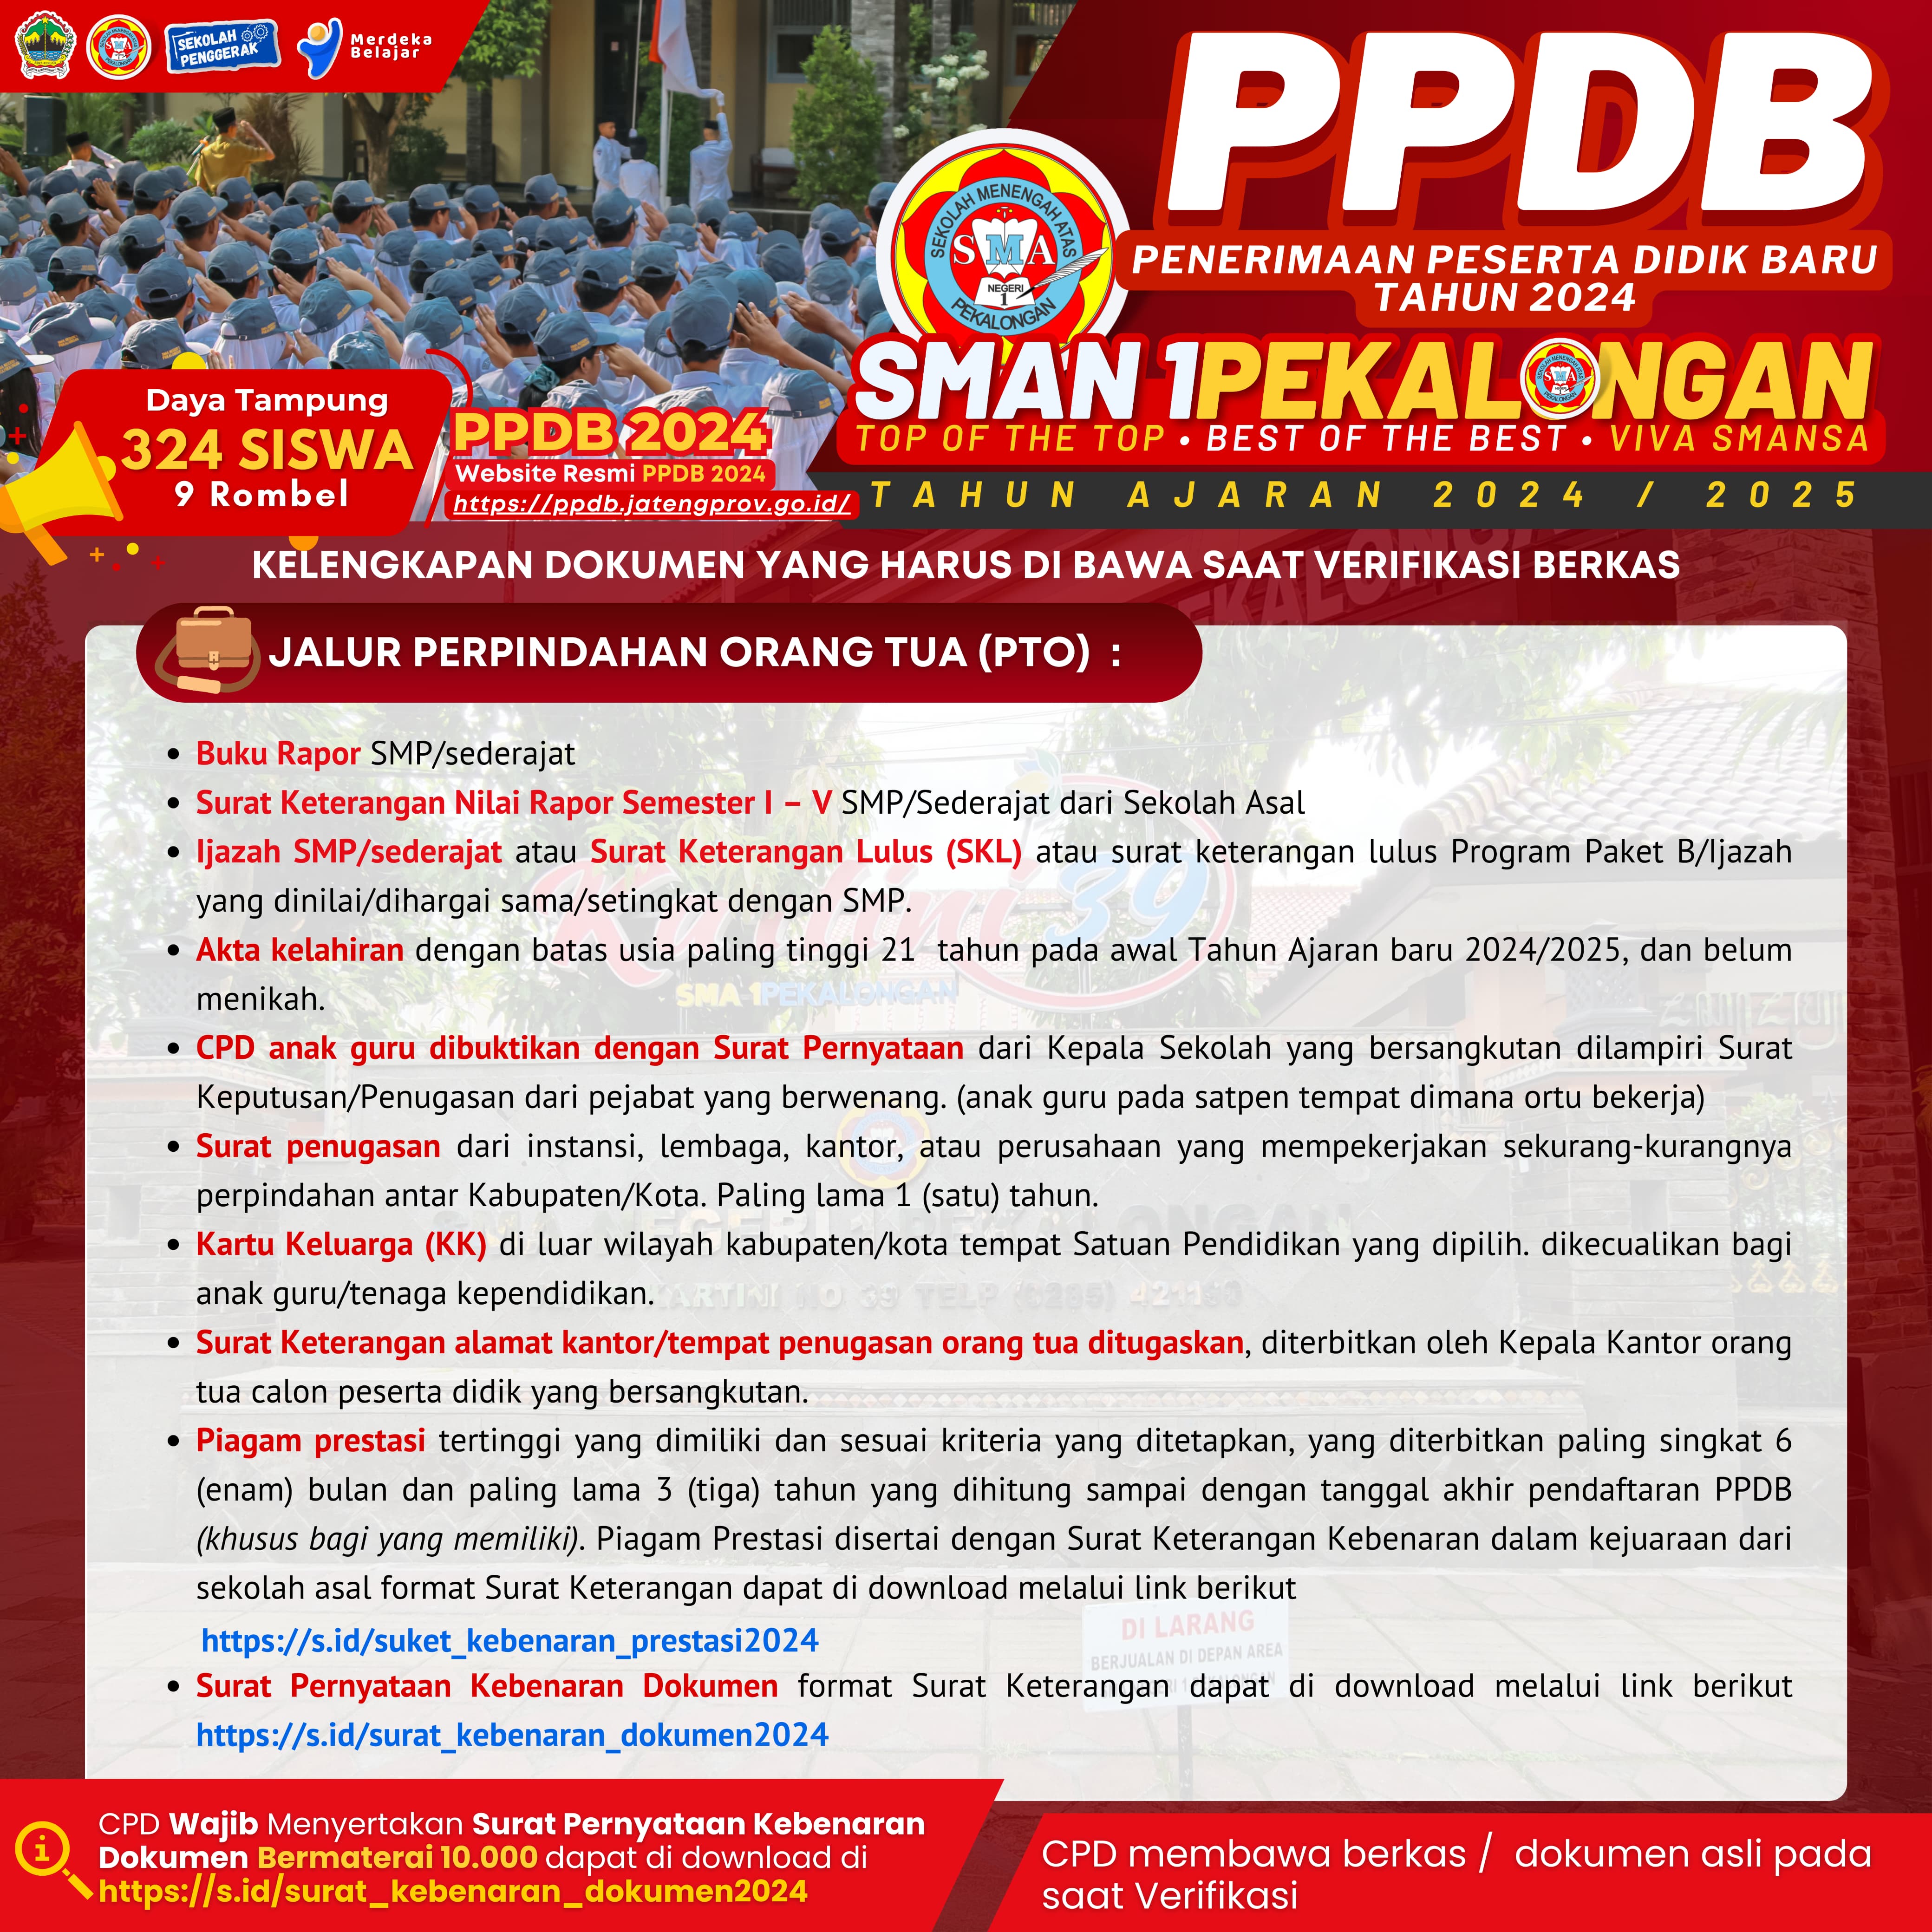 SEKOLAH
PENGGERAK
Merdeka
Belajar
PPDB
PENERIMAAN PESERTA DIDIK BARU
TAHUN 2024
SEKOLAH MENENGAH ATAS
SMA
NEGERI
1
PEKALONGAN
SMAN 1PEKALONGAN
TOP OF THE TOP • BEST OF THE BEST • VIVA SMANSA
TAHUN AJARAN 2024 / 2025
Daya Tampung
324 SISWA
9 Rombel
PPDB 2024
Website Resmi PPDB 2024
https://ppdb.jatengprov.go.id/
KELENGKAPAN DOKUMEN YANG HARUS DI BAWA SAAT VERIFIKASI BERKAS
JALUR PERPINDAHAN ORANG TUA (PTO) :
• Buku Rapor SMP/sederajat
• Surat Keterangan Nilai Rapor Semester I – V SMP/Sederajat dari Sekolah Asal
• Ijazah SMP/sederajat atau Surat Keterangan Lulus (SKL) atau surat keterangan lulus Program Paket B/Ijazah
yang dinilai/dihargai sama/setingkat dengan SMP.
• Akta kelahiran dengan batas usia paling tinggi 21 tahun pada awal Tahun Ajaran baru 2024/2025, dan belum
menikah.
• CPD anak guru dibuktikan dengan Surat Pernyataan dari Kepala Sekolah yang bersangkutan dilampiri Surat
Keputusan/Penugasan dari pejabat yang berwenang. (anak guru pada satpen tempat dimana ortu bekerja)
• Surat penugasan dari instansi, lembaga, kantor, atau perusahaan yang mempekerjakan sekurang-kurangnya
perpindahan antar Kabupaten/Kota. Paling lama 1 (satu) tahun.
• Kartu Keluarga (KK) di luar wilayah kabupaten/kota tempat Satuan Pendidikan yang dipilih. dikecualikan bagi
anak guru/tenaga kependidikan.
• Surat Keterangan alamat kantor/tempat penugasan orang tua ditugaskan, diterbitkan oleh Kepala Kantor orang
tua calon peserta didik yang bersangkutan.
• Piagam prestasi tertinggi yang dimiliki dan sesuai kriteria yang ditetapkan, yang diterbitkan paling singkat 6
(enam) bulan dan paling lama 3 (tiga) tahun yang dihitung sampai dengan tanggal akhir pendaftaran PPDB
(khusus bagi yang memiliki). Piagam Prestasi disertai dengan Surat Keterangan Kebenaran dalam kejuaraan dari
sekolah asal format Surat Keterangan dapat di download melalui link berikut
https://s.id/suket_kebenaran_prestasi2024
• Surat Pernyataan Kebenaran Dokumen format Surat Keterangan dapat di download melalui link berikut
https://s.id/surat_kebenaran_dokumen2024
Kartini 39
SMA 1PEKALONGAN
DI LARANG
BERJUALAN DI DEPAN AREA
CPD Wajib Menyertakan Surat Pernyataan Kebenaran
Dokumen Bermaterai 10.000 dapat di download di
https://s.id/surat_kebenaran_dokumen2024
CPD membawa berkas / dokumen asli pada
saat Verifikasi